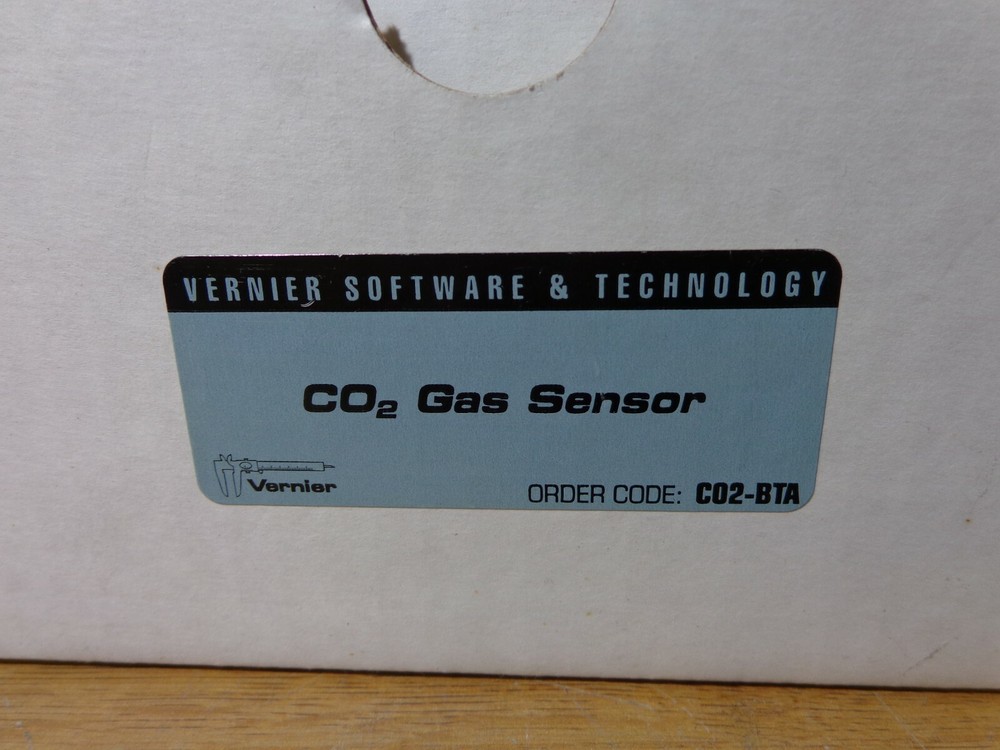 VERNIER SOFTWARE & TECHNOLOGY
CO₂ Gas Sensor
Vernier
ORDER CODE: CO2-BTA